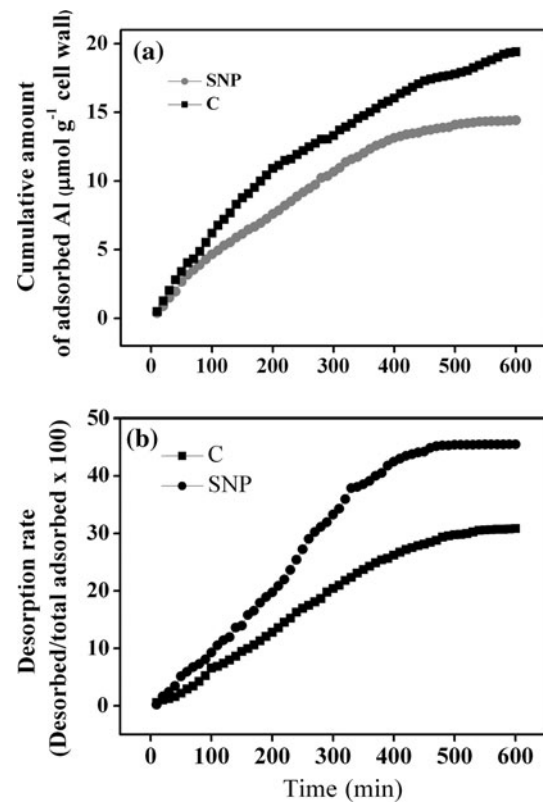 (a)
SNP
C
20
15
10
5
0
Cumulative amount
of adsorbed Al (μmol g⁻¹ cell wall)
0 100 200 300 400 500 600
(b)
C
SNP
50
40
30
20
10
0
Desorption rate
(Desorbed/total adsorbed x 100)
0 100 200 300 400 500 600
Time (min)